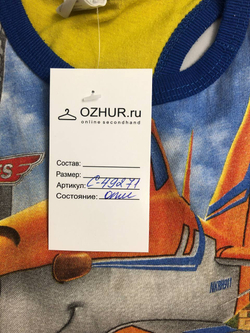 OZHUR.ru
online secondhand
Состав:
Размер:
Артикул: С-49271
Состояние: отл